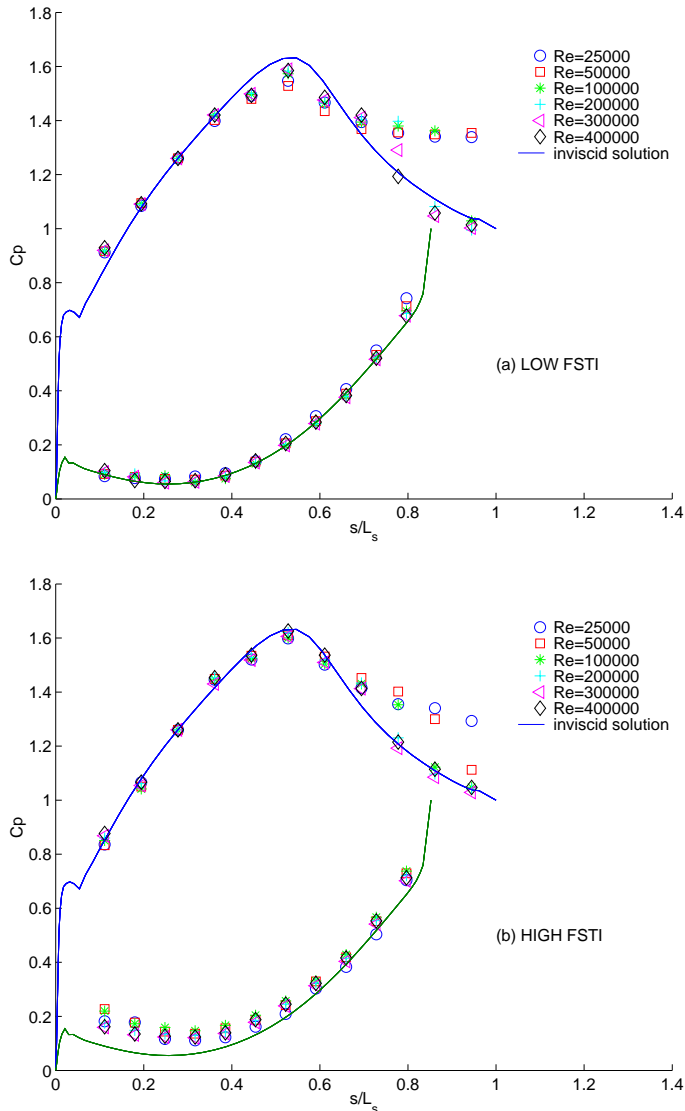 1.8
1.6
1.4
1.2
1
0.8
0.6
0.4
0.2
0
Cp
0 0.2 0.4 0.6 0.8 1 1.2 1.4
s/L_s
Re=25000
Re=50000
Re=100000
Re=200000
Re=300000
Re=400000
inviscid solution
(a) LOW FSTI
1.8
1.6
1.4
1.2
1
0.8
0.6
0.4
0.2
0
Cp
0 0.2 0.4 0.6 0.8 1 1.2 1.4
s/L_s
Re=25000
Re=50000
Re=100000
Re=200000
Re=300000
Re=400000
inviscid solution
(b) HIGH FSTI